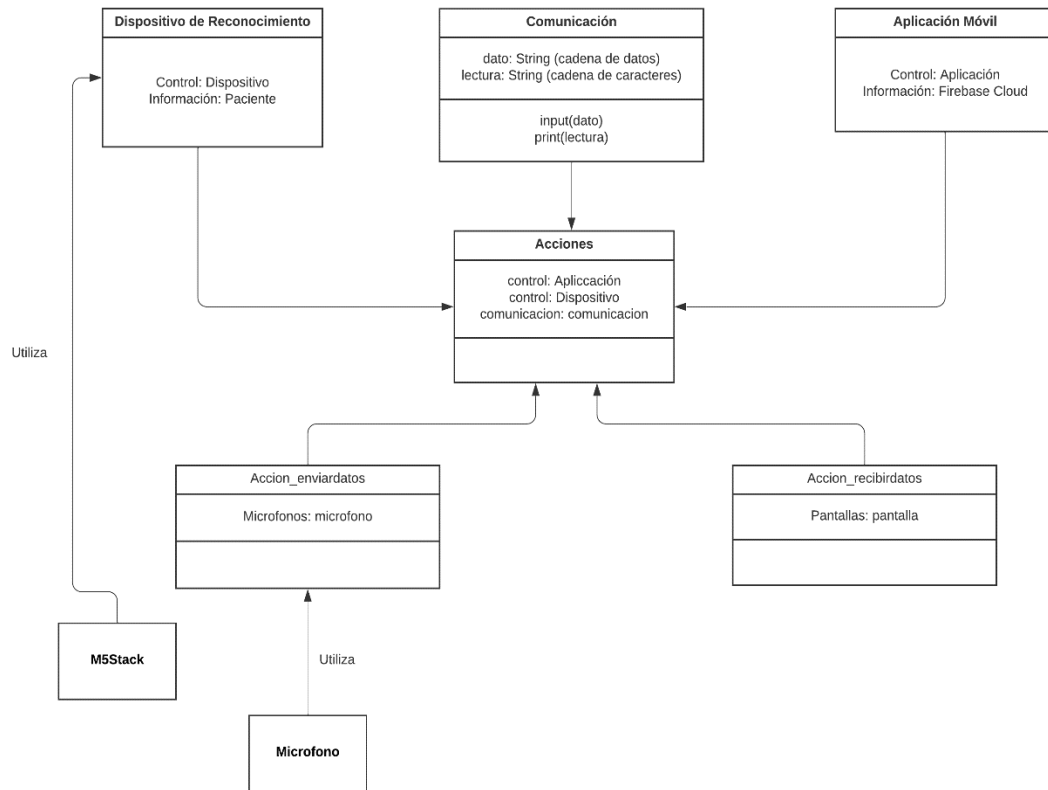 Dispositivo de Reconocimiento
Control: Dispositivo
Información: Paciente
Comunicación
dato: String (cadena de datos)
lectura: String (cadena de caracteres)
input(dato)
print(lectura)
Aplicación Móvil
Control: Aplicación
Información: Firebase Cloud
Acciones
control: Apliccación
control: Dispositivo
comunicacion: comunicacion
Utiliza
Accion_enviardatos
Microfonos: microfono
Accion_recibirdatos
Pantallas: pantalla
M5Stack
Utiliza
Microfono